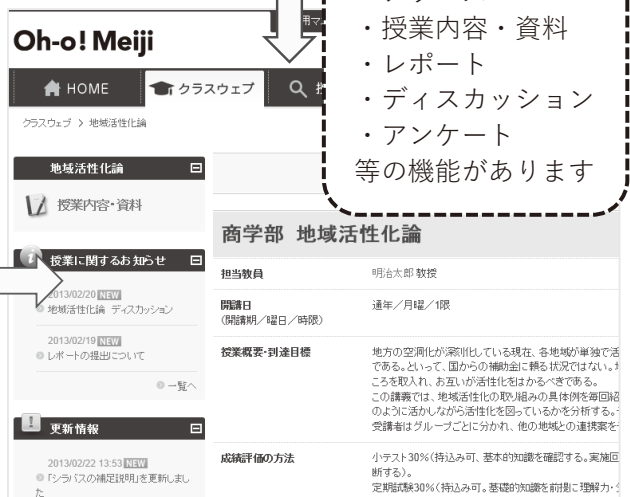 Oh-o! Meiji
HOME
クラスウェブ
クラスウェブ > 地域活性化論
・授業内容・資料
・レポート
・ディスカッション
・アンケート
等の機能があります
地域活性化論
授業内容・資料
授業に関するお知らせ
2013/02/20 NEW
地域活性化論 ディスカッション
2013/02/19 NEW
レポートの提出について
一覧へ
更新情報
2013/02/22 13:53 NEW
「シラバスの補足説明」を更新しまし
た
商学部 地域活性化論
担当教員
明治太郎 教授
開講日
(開講期/曜日/時限)
通年/月曜/1限
授業概要・到達目標
地方の空洞化が深刻化している現在、各地域が単独で活
である。といって、国からの補助金に頼る状況ではない。
ころを取入れ、お互いが活性化をはかるべきである。
この講義では、地域活性化の取り組みの具体例を毎回紹
のように活かしながら活性化を図っているかを分析する。
受講者はグループごとに分かれ、他の地域との連携案を
成績評価の方法
小テスト30%(持込み可、基本的知識を確認する。実施回
断する)。
定期試験30%(持込み可。基礎的知識を前提に理解力・